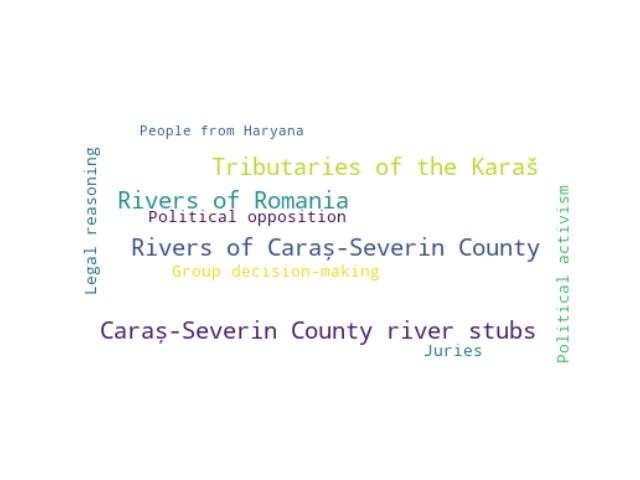 People from Haryana
Legal reasoning
Tributaries of the Karaš
Rivers of Romania
Political opposition
Political activism
Rivers of Caraș-Severin County
Group decision-making
Caraș-Severin County river stubs
Juries